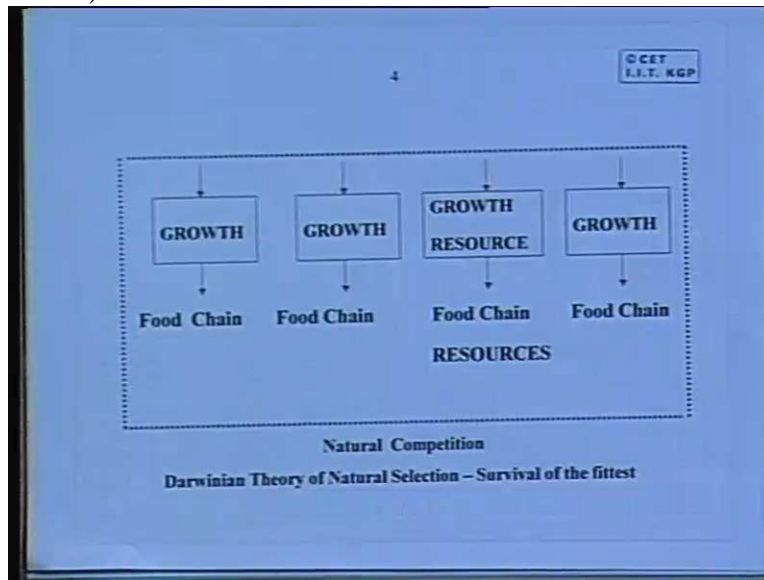 4
©CET
I.I.T. KGP
GROWTH
GROWTH
GROWTH
RESOURCE
GROWTH
Food Chain
Food Chain
Food Chain
RESOURCES
Food Chain
Natural Competition
Darwinian Theory of Natural Selection – Survival of the fittest